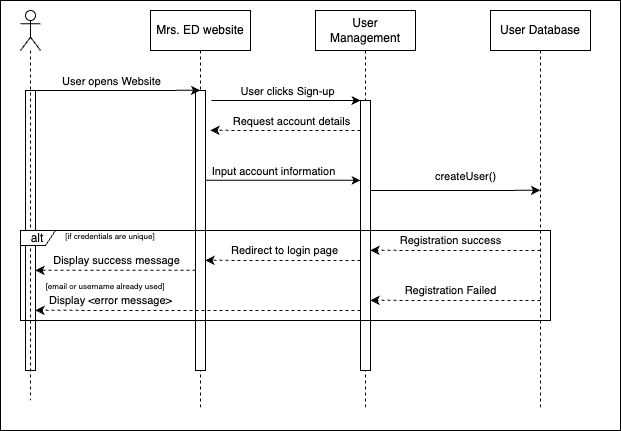 Mrs. ED website
User
Management
User Database
User opens Website
User clicks Sign-up
Request account details
Input account information
createUser()
alt
[if credentials are unique]
Registration success
Redirect to login page
Display success message
[email or username already used]
Registration Failed
Display <error message>